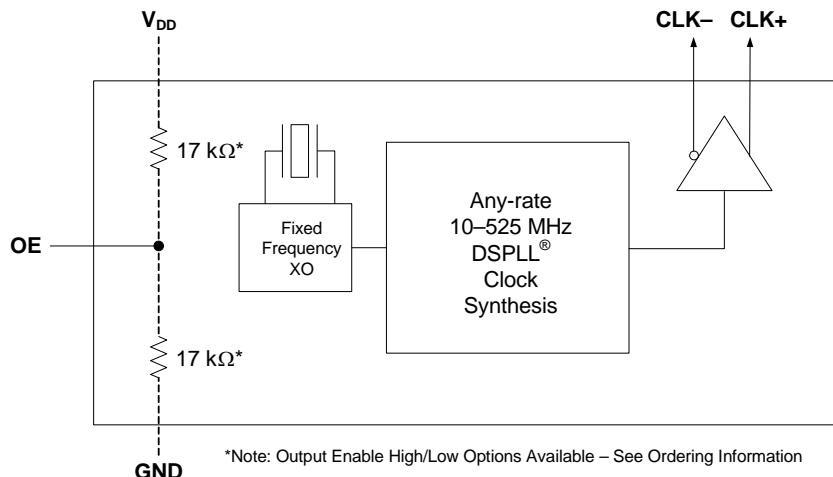 V_DD
CLK– CLK+
17 kΩ*
OE
Fixed
Frequency
XO
Any-rate
10–525 MHz
DSPLL®
Clock
Synthesis
17 kΩ*
GND
*Note: Output Enable High/Low Options Available – See Ordering Information